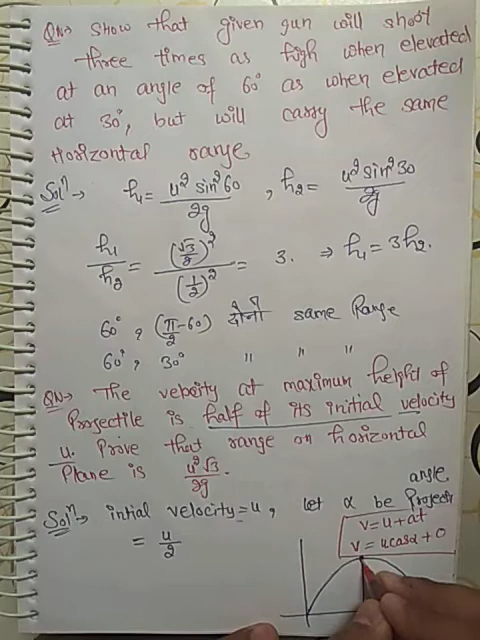 Qn→ Show that given gun will shoot
three times as high when elevated
at an angle of 60° as when elevated
at 30°, but will carry the same
Horizontal range
Solⁿ→ h₁ = u² sin² 60 / 2g , h₂ = u² sin² 30 / 2g
h₁/h₂ = (√3/2)² / (1/2)² = 3. ⇒ h₁ = 3h₂.
60°, (π/2 - 60) दोनो same Range
60°, 30° " " "
Qn→ The velocity at maximum height of
Projectile is half of its initial velocity
u. Prove that range on horizontal
Plane is u²√3 / 2g.
angle
Solⁿ→ intial velocity = u, Let α be Projectn
= u/2
v = u + at
v = u cosα + 0